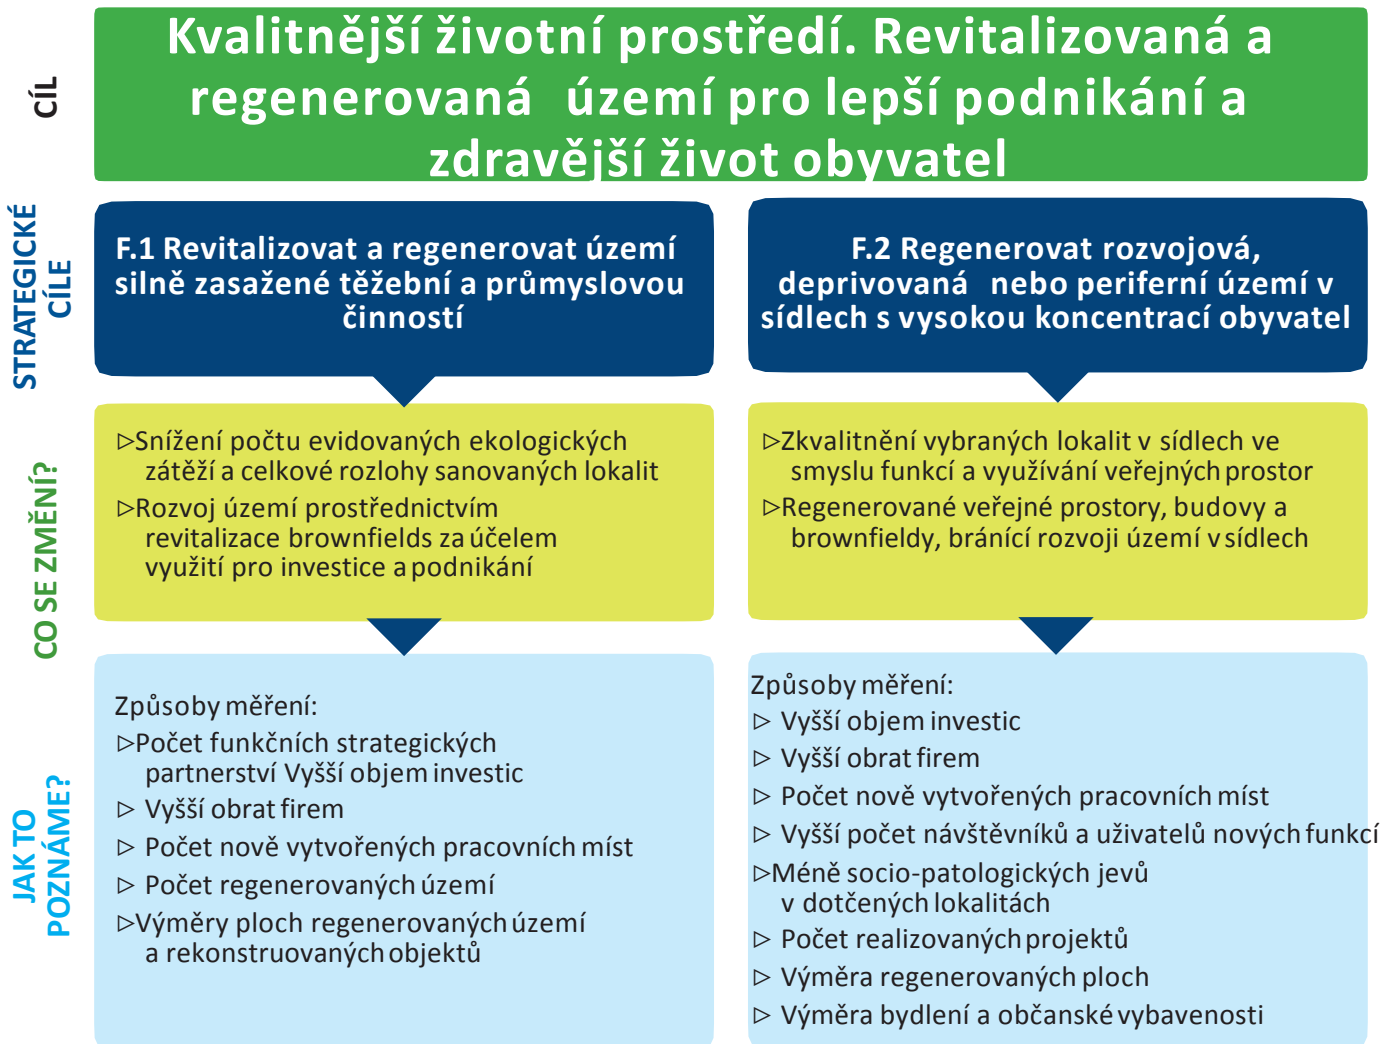 CÍL
Kvalitnější životní prostředí. Revitalizovaná a
regenerovaná území pro lepší podnikání a
zdravější život obyvatel
STRATEGICKÉ
CÍLE
F.1 Revitalizovat a regenerovat území
silně zasažené těžební a průmyslovou
činností
F.2 Regenerovat rozvojová,
deprivovaná nebo periferní území v
sídlech s vysokou koncentrací obyvatel
CO SE ZMĚNÍ?
▷Snížení počtu evidovaných ekologických
zátěží a celkové rozlohy sanovaných lokalit
▷Rozvoj území prostřednictvím
revitalizace brownfields za účelem
využití pro investice a podnikání
▷Zkvalitnění vybraných lokalit v sídlech ve
smyslu funkcí a využívání veřejných prostor
▷Regenerované veřejné prostory, budovy a
brownfieldy, bránící rozvoji území v sídlech
JAK TO
POZNÁME?
Způsoby měření:
▷Počet funkčních strategických
partnerství Vyšší objem investic
▷ Vyšší obrat firem
▷ Počet nově vytvořených pracovních míst
▷ Počet regenerovaných území
▷Výměry ploch regenerovaných území
a rekonstruovaných objektů
Způsoby měření:
▷ Vyšší objem investic
▷ Vyšší obrat firem
▷ Počet nově vytvořených pracovních míst
▷ Vyšší počet návštěvníků a uživatelů nových funkcí
▷Méně socio-patologických jevů
v dotčených lokalitách
▷ Počet realizovaných projektů
▷ Výměra regenerovaných ploch
▷ Výměra bydlení a občanské vybavenosti